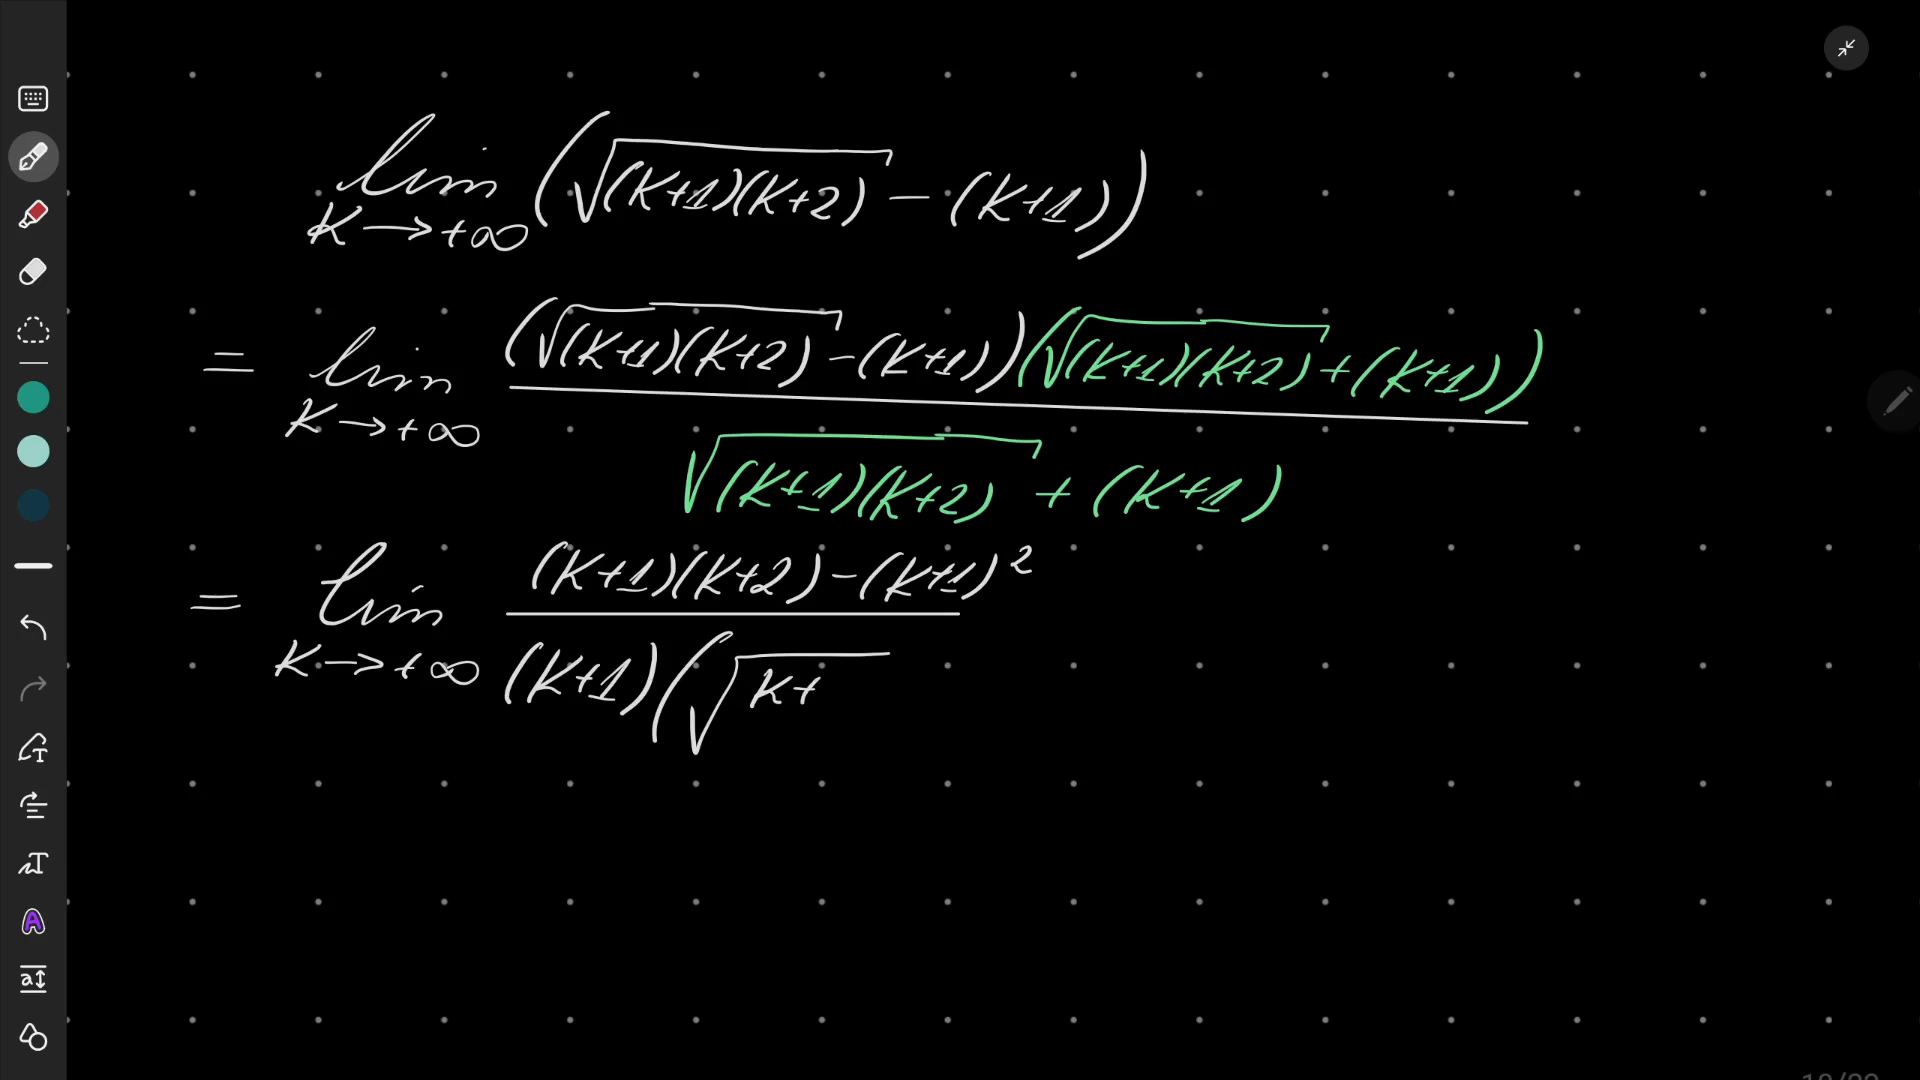 lim (√(K+1)(K+2) − (K+1))
K→+∞
= lim (√(K+1)(K+2) − (K+1))(√(K+1)(K+2) + (K+1))
K→+∞ √(K+1)(K+2) + (K+1)
= lim (K+1)(K+2) − (K+1)²
K→+∞ (K+1)(√K+